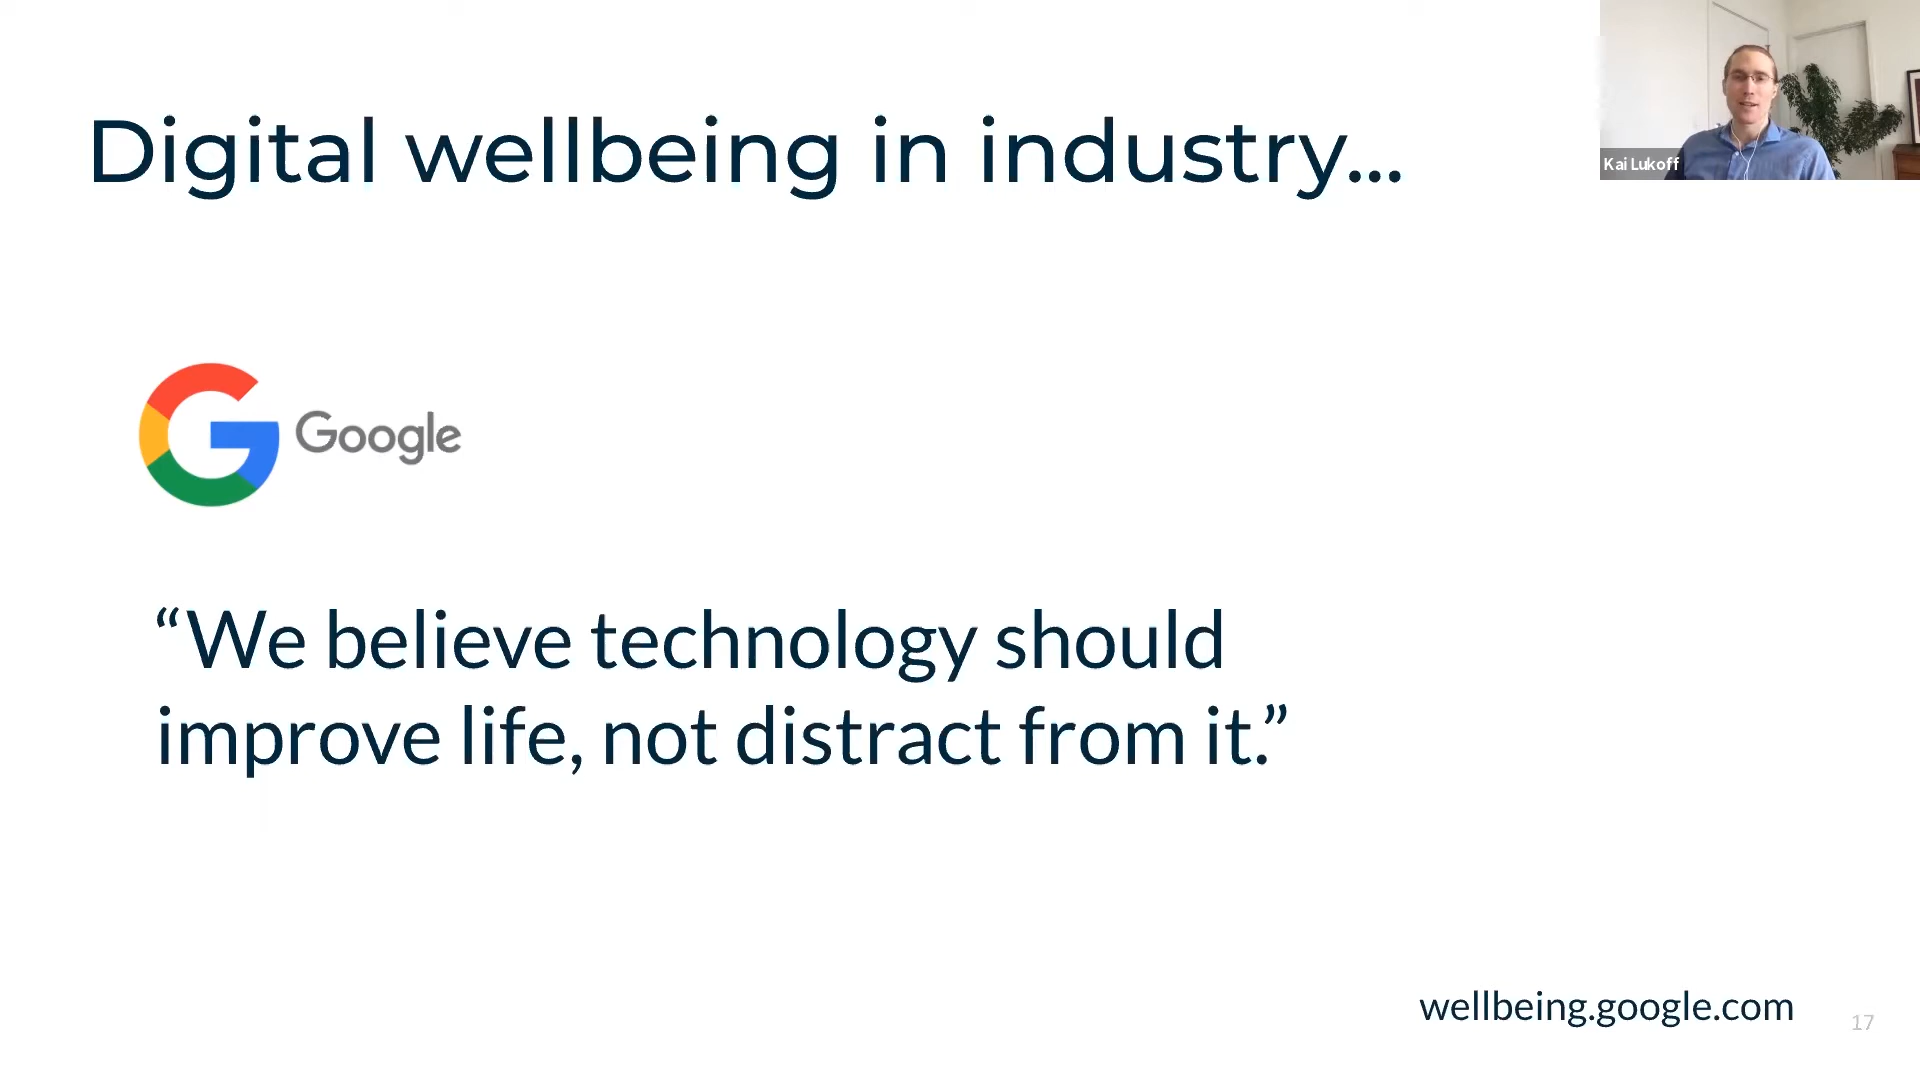 Digital wellbeing in industry...
Kai Lukoff
Google
“We believe technology should
improve life, not distract from it.”
wellbeing.google.com
17